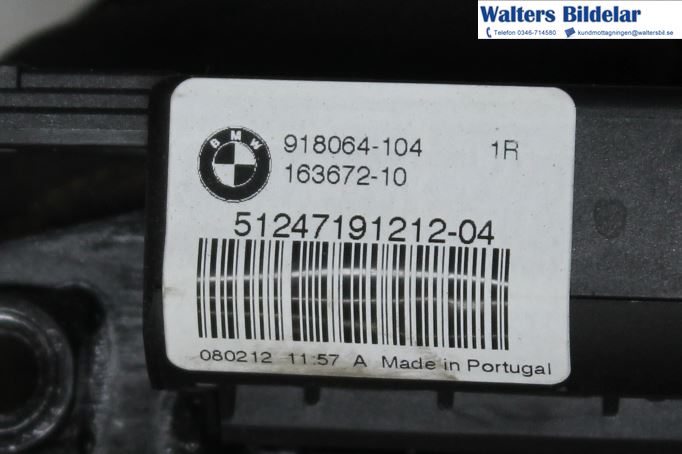 Walters Bildelar
Telefon 0346-714580 kundmottagningen@waltersbil.se
BMW
918064-104 1R
163672-10
51247191212-04
080212 11:57 A Made in Portugal